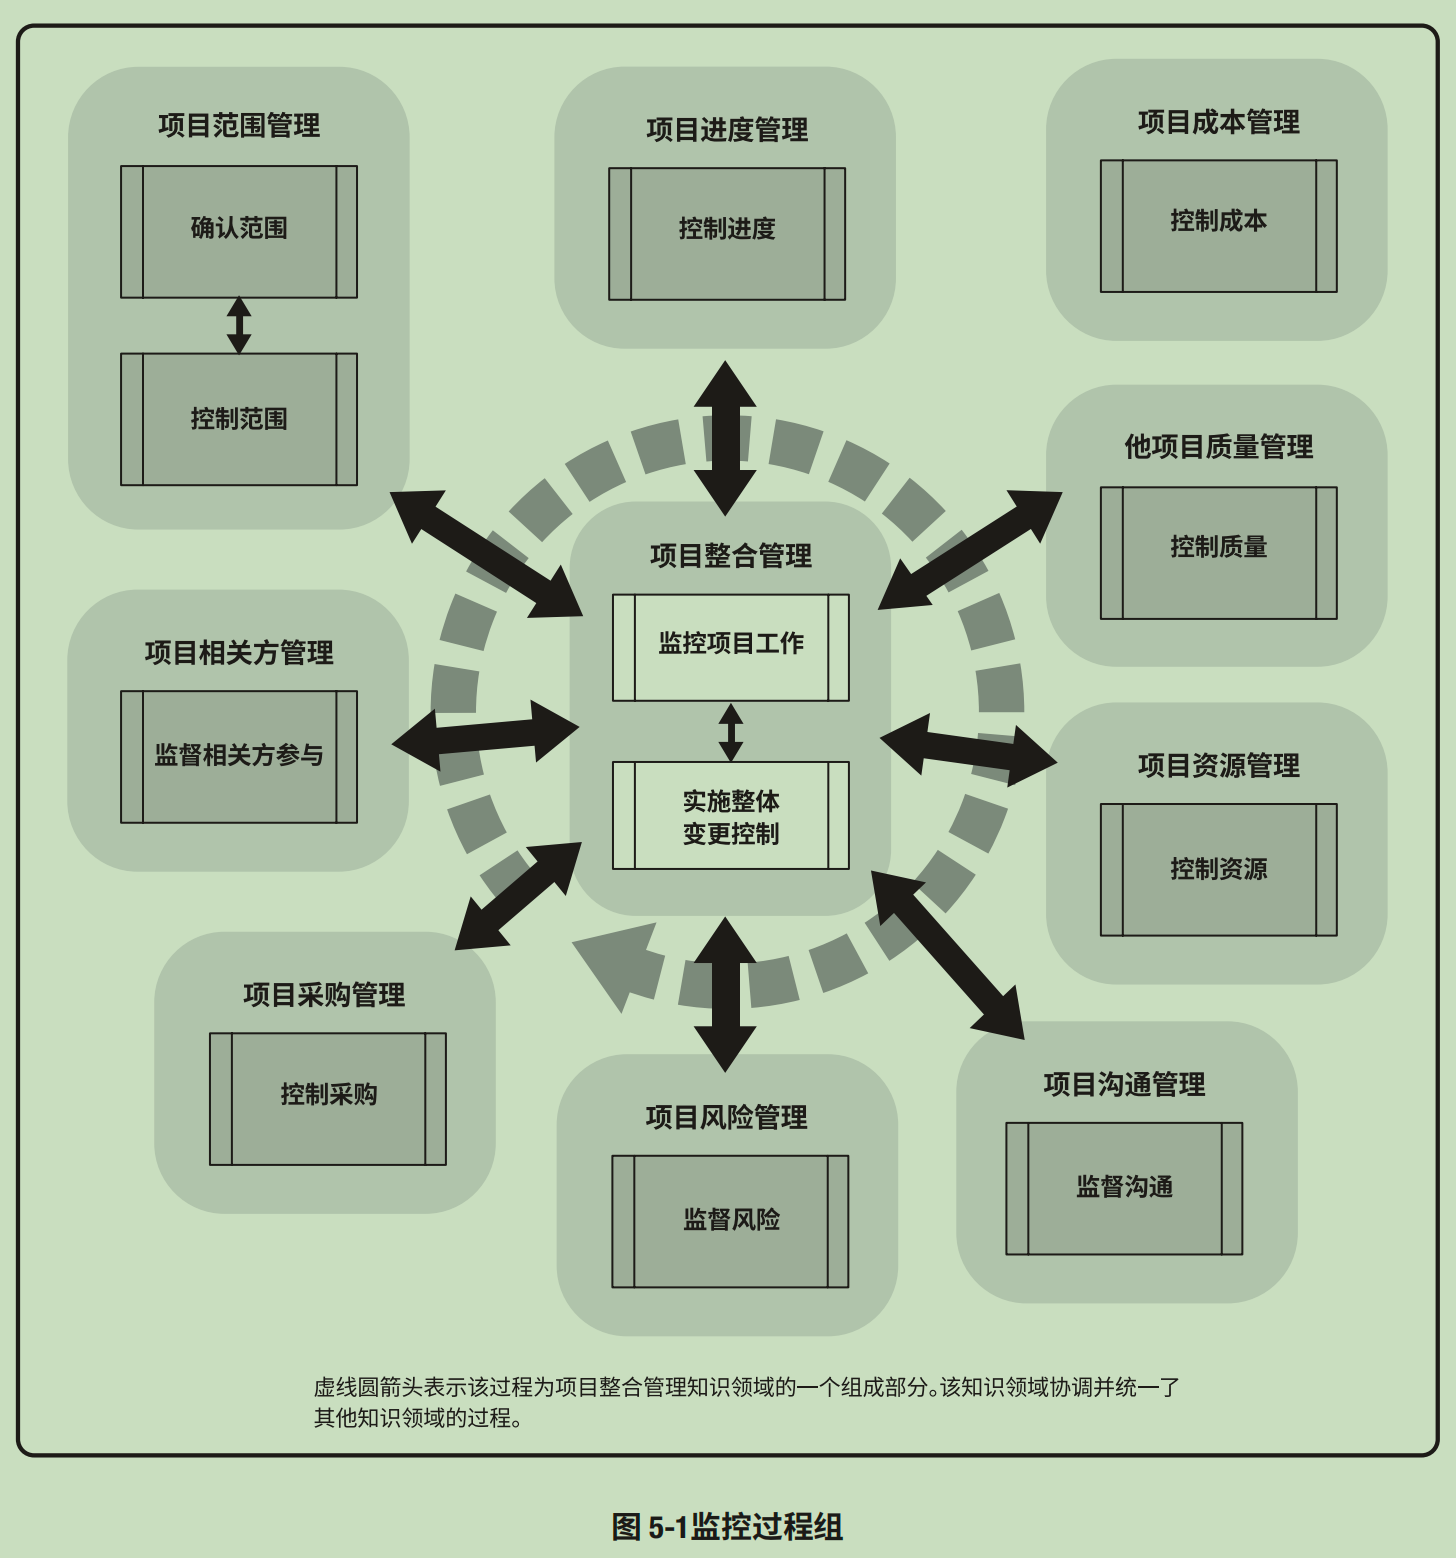 项目范围管理
确认范围
控制范围
项目进度管理
控制进度
项目成本管理
控制成本
他项目质量管理
控制质量
项目整合管理
监控项目工作
实施整体
变更控制
项目相关方管理
监督相关方参与
项目资源管理
控制资源
项目采购管理
控制采购
项目风险管理
监督风险
项目沟通管理
监督沟通
虚线圆箭头表示该过程为项目整合管理知识领域的一个组成部分。该知识领域协调并统一了
其他知识领域的过程。
图 5-1监控过程组